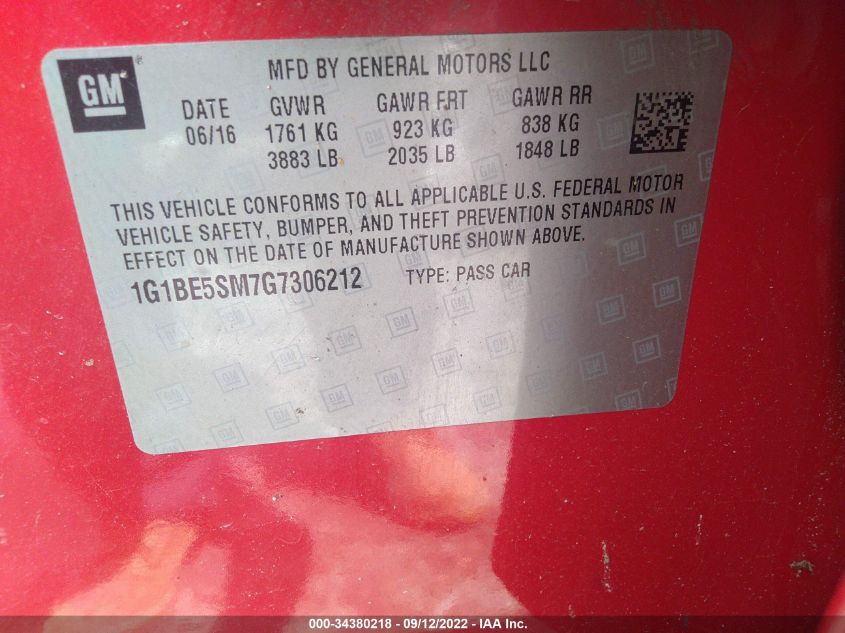 GM
MFD BY GENERAL MOTORS LLC
DATE GVWR GAWR FRT GAWR RR
06/16 1761 KG 923 KG 838 KG
3883 LB 2035 LB 1848 LB
THIS VEHICLE CONFORMS TO ALL APPLICABLE U.S. FEDERAL MOTOR
VEHICLE SAFETY, BUMPER, AND THEFT PREVENTION STANDARDS IN
EFFECT ON THE DATE OF MANUFACTURE SHOWN ABOVE.
1G1BE5SM7G7306212 TYPE: PASS CAR
000-34380218 - 09/12/2022 - IAA Inc.